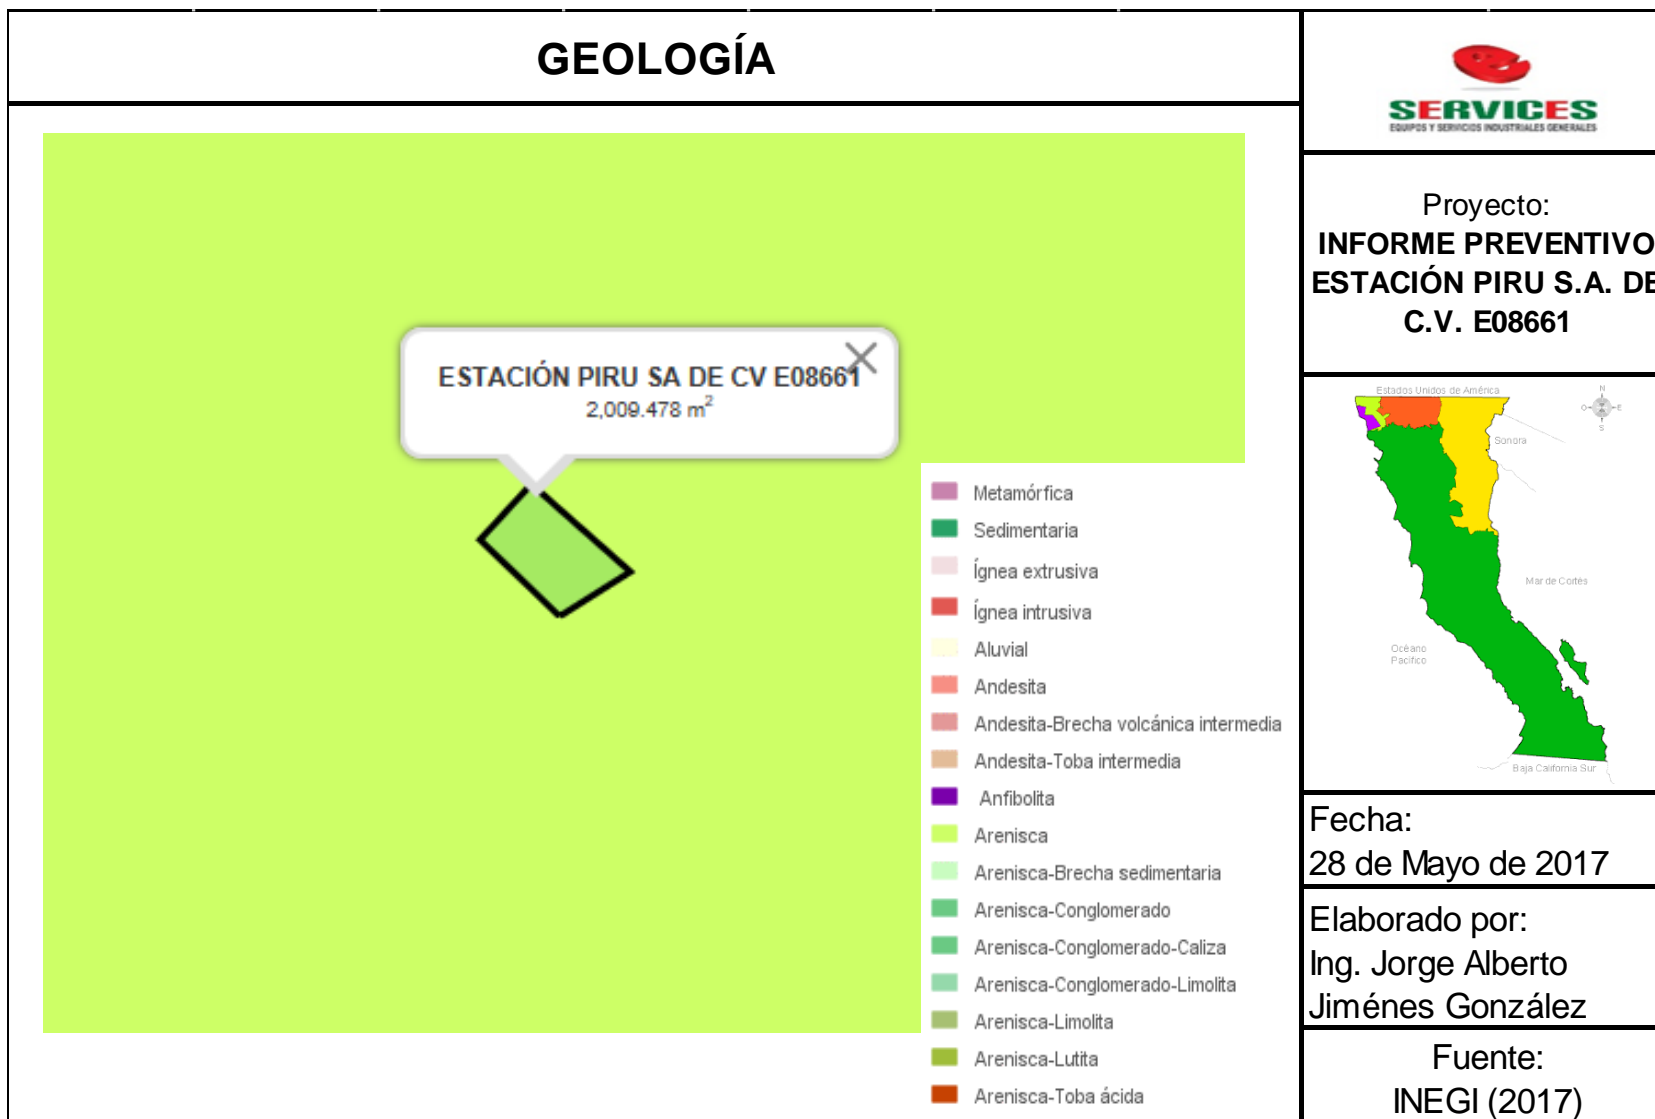 GEOLOGÍA
ESTACIÓN PIRU SA DE CV E08661
2,009.478 m²
Metamórfica
Sedimentaria
Ígnea extrusiva
Ígnea intrusiva
Aluvial
Andesita
Andesita-Brecha volcánica intermedia
Andesita-Toba intermedia
Anfibolita
Arenisca
Arenisca-Brecha sedimentaria
Arenisca-Conglomerado
Arenisca-Conglomerado-Caliza
Arenisca-Conglomerado-Limolita
Arenisca-Limolita
Arenisca-Lutita
Arenisca-Toba ácida
SERVICES
EQUIPOS Y SERVICIOS INDUSTRIALES GENERALES
Proyecto:
INFORME PREVENTIVO
ESTACIÓN PIRU S.A. DE
C.V. E08661
Estados Unidos de América
N
O E
S
Sonora
Mar de Cortés
Océano
Pacífico
Baja California Sur
Fecha:
28 de Mayo de 2017
Elaborado por:
Ing. Jorge Alberto
Jiménes González
Fuente:
INEGI (2017)